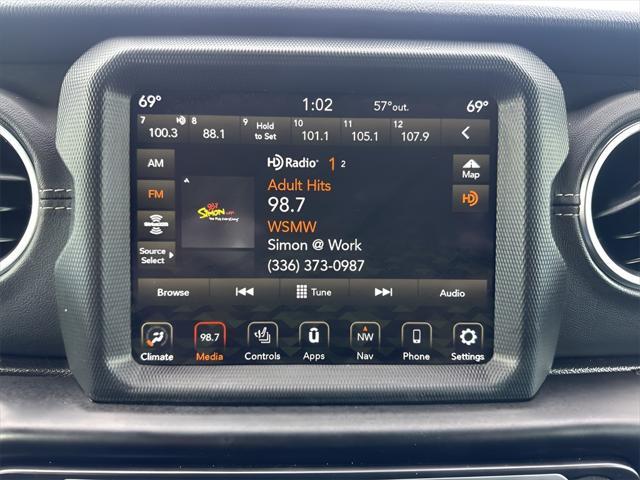 69° 1:02 57°out. 69°
7 100.3 HD 8 88.1 9 Hold to Set 10 101.1 11 105.1 12 107.9
AM
HD Radio 1 2
Map
FM
Adult Hits
HD
98.7
SIMON
WSMW
Simon @ Work
Source Select
(336) 373-0987
Browse Tune Audio
98.7 NW
Climate Media Controls Apps Nav Phone Settings